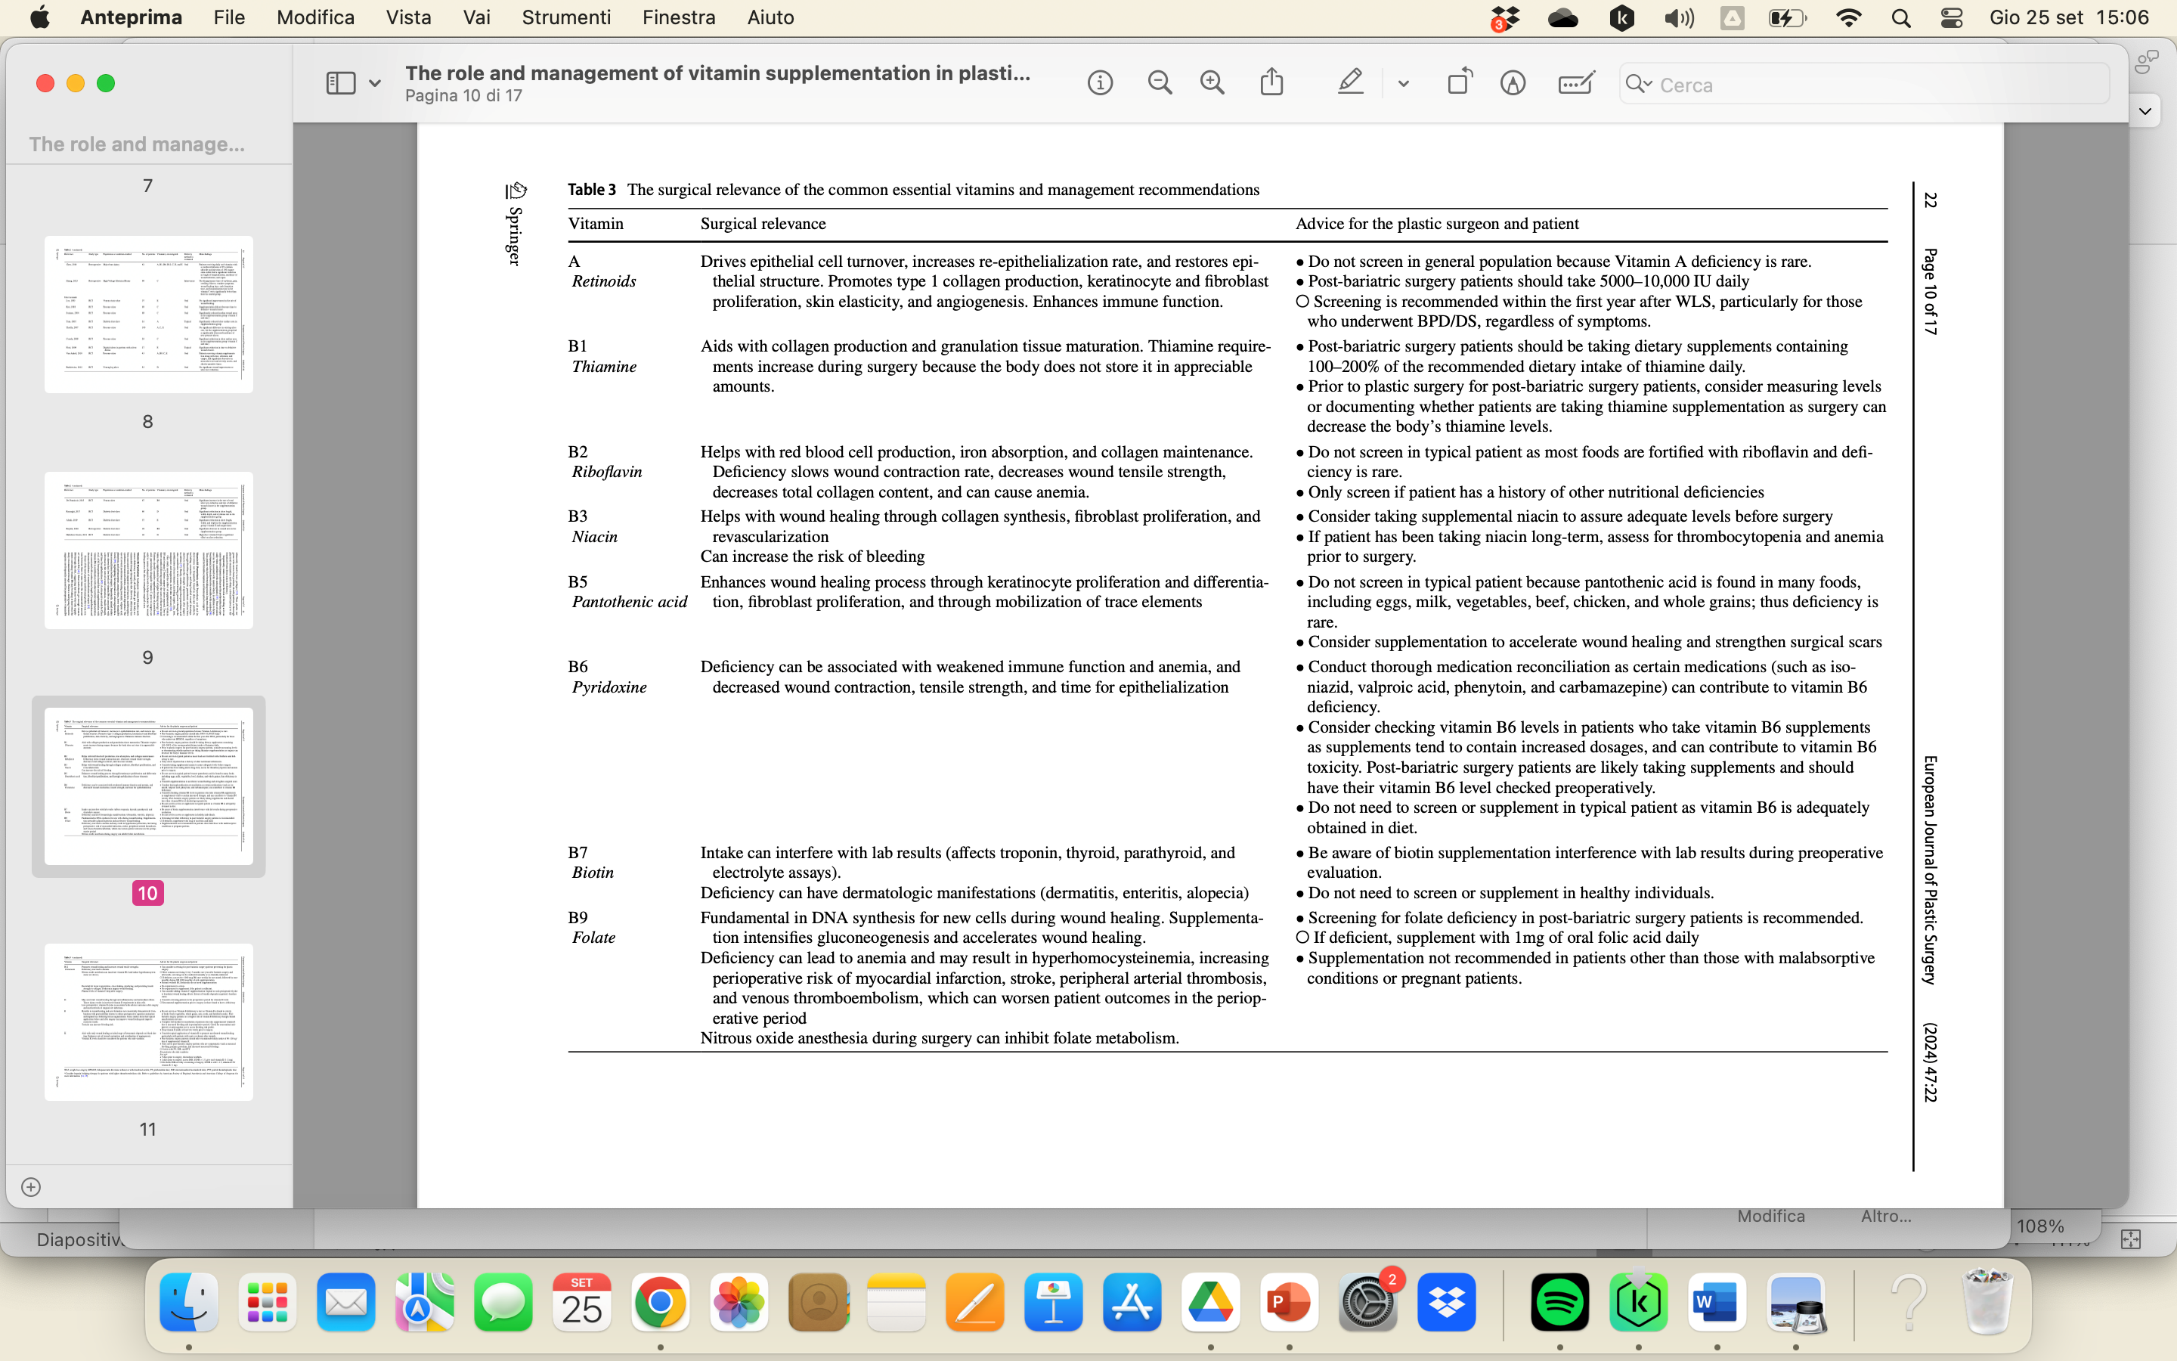 Anteprima File Modifica Vista Vai Strumenti Finestra Aiuto
3
Gio 25 set 15:06
The role and management of vitamin supplementation in plasti...
Pagina 10 di 17
Cerca
The role and manage...
7
8
9
10
11
Springer
Table 3 The surgical relevance of the common essential vitamins and management recommendations
Vitamin Surgical relevance Advice for the plastic surgeon and patient
A
Retinoids
Drives epithelial cell turnover, increases re-epithelialization rate, and restores epi-
thelial structure. Promotes type 1 collagen production, keratinocyte and fibroblast
proliferation, skin elasticity, and angiogenesis. Enhances immune function.
● Do not screen in general population because Vitamin A deficiency is rare.
● Post-bariatric surgery patients should take 5000–10,000 IU daily
○ Screening is recommended within the first year after WLS, particularly for those
who underwent BPD/DS, regardless of symptoms.
B1
Thiamine
Aids with collagen production and granulation tissue maturation. Thiamine require-
ments increase during surgery because the body does not store it in appreciable
amounts.
● Post-bariatric surgery patients should be taking dietary supplements containing
100–200% of the recommended dietary intake of thiamine daily.
● Prior to plastic surgery for post-bariatric surgery patients, consider measuring levels
or documenting whether patients are taking thiamine supplementation as surgery can
decrease the body's thiamine levels.
B2
Riboflavin
Helps with red blood cell production, iron absorption, and collagen maintenance.
Deficiency slows wound contraction rate, decreases wound tensile strength,
decreases total collagen content, and can cause anemia.
● Do not screen in typical patient as most foods are fortified with riboflavin and defi-
ciency is rare.
● Only screen if patient has a history of other nutritional deficiencies
B3
Niacin
Helps with wound healing through collagen synthesis, fibroblast proliferation, and
revascularization
Can increase the risk of bleeding
● Consider taking supplemental niacin to assure adequate levels before surgery
● If patient has been taking niacin long-term, assess for thrombocytopenia and anemia
prior to surgery.
B5
Pantothenic acid
Enhances wound healing process through keratinocyte proliferation and differentia-
tion, fibroblast proliferation, and through mobilization of trace elements
● Do not screen in typical patient because pantothenic acid is found in many foods,
including eggs, milk, vegetables, beef, chicken, and whole grains; thus deficiency is
rare.
● Consider supplementation to accelerate wound healing and strengthen surgical scars
B6
Pyridoxine
Deficiency can be associated with weakened immune function and anemia, and
decreased wound contraction, tensile strength, and time for epithelialization
● Conduct thorough medication reconciliation as certain medications (such as iso-
niazid, valproic acid, phenytoin, and carbamazepine) can contribute to vitamin B6
deficiency.
● Consider checking vitamin B6 levels in patients who take vitamin B6 supplements
as supplements tend to contain increased dosages, and can contribute to vitamin B6
toxicity. Post-bariatric surgery patients are likely taking supplements and should
have their vitamin B6 level checked preoperatively.
● Do not need to screen or supplement in typical patient as vitamin B6 is adequately
obtained in diet.
B7
Biotin
Intake can interfere with lab results (affects troponin, thyroid, parathyroid, and
electrolyte assays).
Deficiency can have dermatologic manifestations (dermatitis, enteritis, alopecia)
● Be aware of biotin supplementation interference with lab results during preoperative
evaluation.
● Do not need to screen or supplement in healthy individuals.
B9
Folate
Fundamental in DNA synthesis for new cells during wound healing. Supplementa-
tion intensifies gluconeogenesis and accelerates wound healing.
Deficiency can lead to anemia and may result in hyperhomocysteinemia, increasing
perioperative risk of myocardial infarction, stroke, peripheral arterial thrombosis,
and venous thromboembolism, which can worsen patient outcomes in the periop-
erative period
Nitrous oxide anesthesia during surgery can inhibit folate metabolism.
● Screening for folate deficiency in post-bariatric surgery patients is recommended.
○ If deficient, supplement with 1mg of oral folic acid daily
● Supplementation not recommended in patients other than those with malabsorptive
conditions or pregnant patients.
22 Page 10 of 17
European Journal of Plastic Surgery (2024) 47:22
Modifica Altro...
108%
Diapositiv
SET
25
2